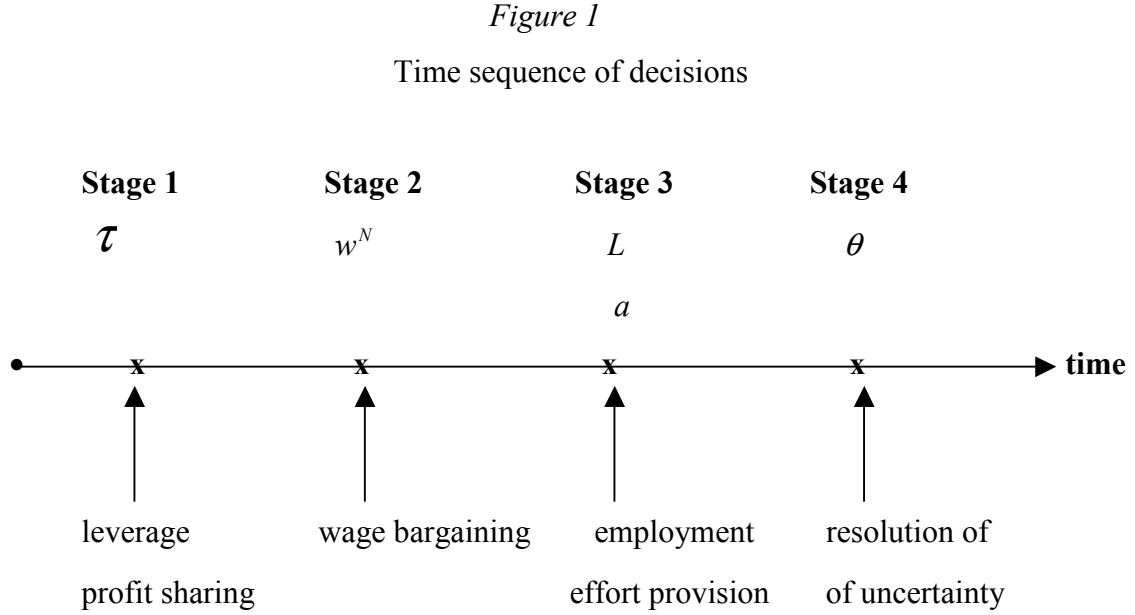 Figure 1
Time sequence of decisions
Stage 1 Stage 2 Stage 3 Stage 4
τ w^N L θ
a
x x x x time
leverage wage bargaining employment resolution of
profit sharing effort provision of uncertainty